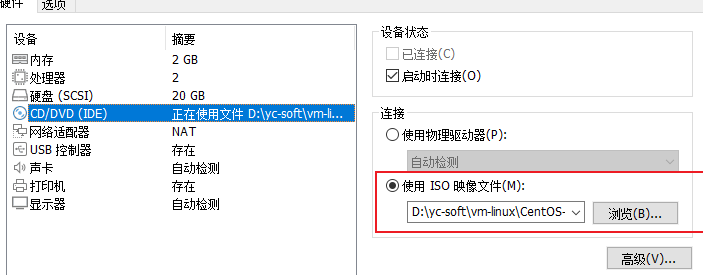 硬件 选项
设备 摘要
内存 2 GB
处理器 2
硬盘 (SCSI) 20 GB
CD/DVD (IDE) 正在使用文件 D:\yc-soft\vm-li...
网络适配器 NAT
USB 控制器 存在
声卡 自动检测
打印机 存在
显示器 自动检测
设备状态
已连接(C)
启动时连接(O)
连接
使用物理驱动器(P):
自动检测
使用 ISO 映像文件(M):
D:\yc-soft\vm-linux\CentOS- 浏览(B)...
高级(V)...